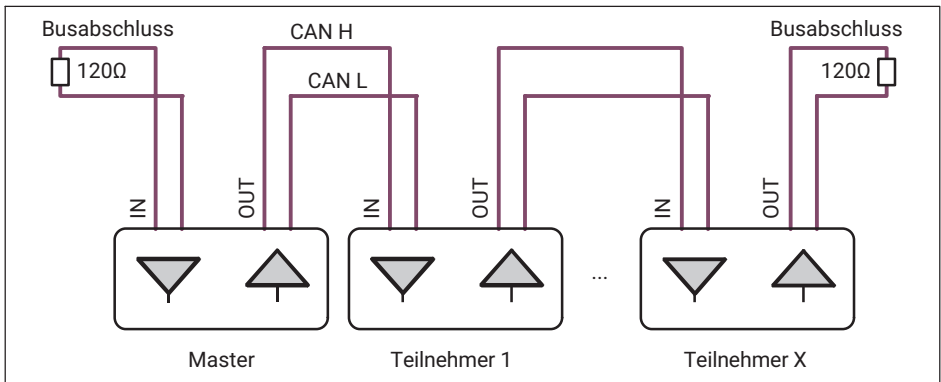 Busabschluss
CAN H
Busabschluss
120Ω
CAN L
120Ω
IN
OUT
IN
OUT
IN
OUT
...
Master
Teilnehmer 1
Teilnehmer X